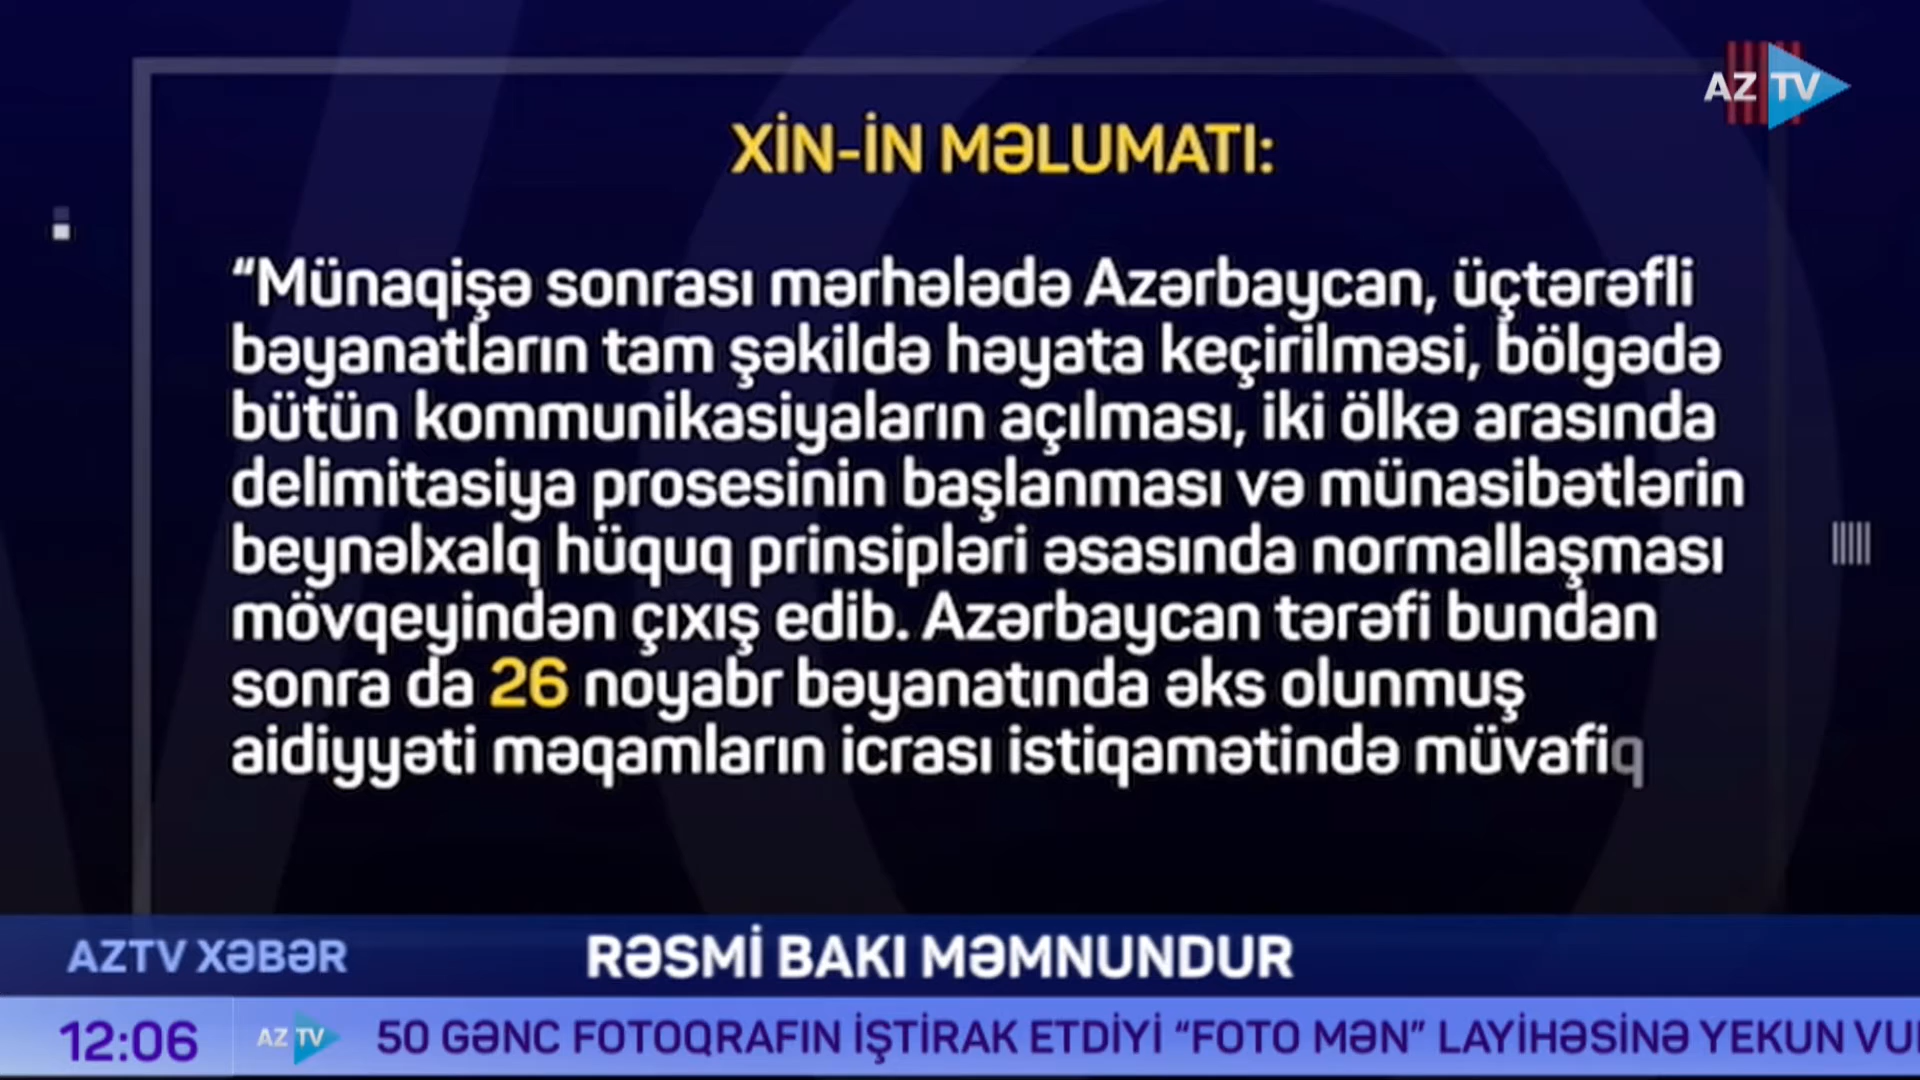 AZ TV
XİN-İN MƏLUMATI:
“Münaqişə sonrası mərhələdə Azərbaycan, üçtərəfli
bəyanatların tam şəkildə həyata keçirilməsi, bölgədə
bütün kommunikasiyaların açılması, iki ölkə arasında
delimitasiya prosesinin başlanması və münasibətlərin
beynəlxalq hüquq prinsipləri əsasında normallaşması
mövqeyindən çıxış edib. Azərbaycan tərəfi bundan
sonra da 26 noyabr bəyanatında əks olunmuş
aidiyyəti məqamların icrası istiqamətində müvafiq
AZTV XƏBƏR
RƏSMİ BAKI MƏMNUNDUR
12:06
AZ TV
50 GƏNC FOTOQRAFIN İŞTİRAK ETDİYİ “FOTO MƏN” LAYİHƏSİNƏ YEKUN